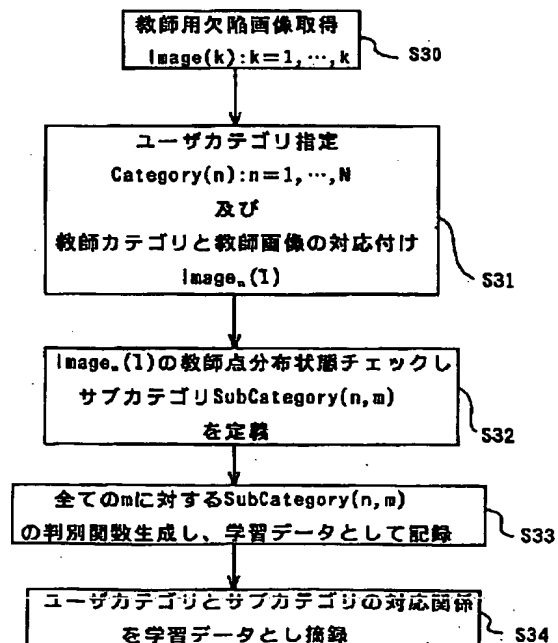 教師用欠陥画像取得
Image(k):k=1,…,k
S30
ユーザカテゴリ指定
Category(n):n=1,…,N
及び
教師カテゴリと教師画像の対応付け
Imageₙ(l)
S31
Imageₙ(l)の教師点分布状態チェックし
サブカテゴリSubCategory(n,m)
を定義
S32
全てのmに対するSubCategory(n,m)
の判別関数生成し、学習データとして記録
S33
ユーザカテゴリとサブカテゴリの対応関係
を学習データとし摘録
S34